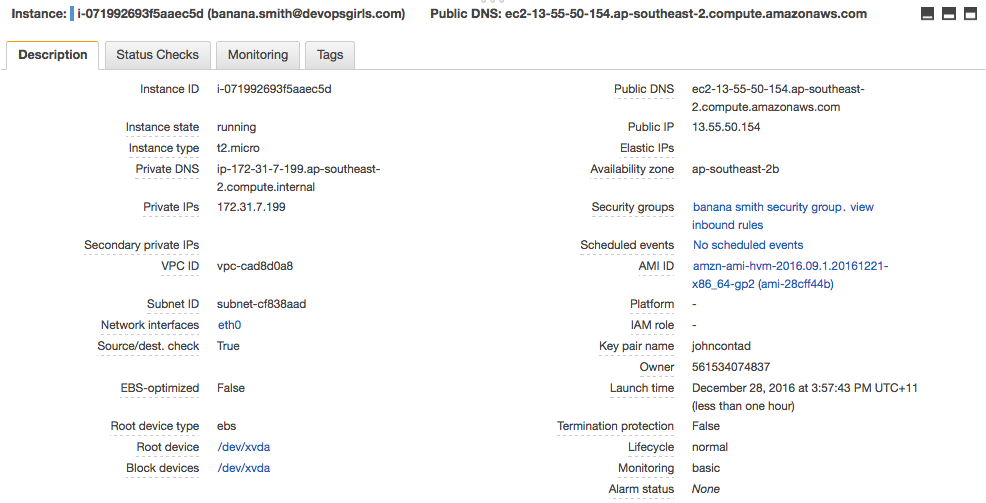 Instance: i-071992693f5aaec5d (banana.smith@devopsgirls.com) Public DNS: ec2-13-55-50-154.ap-southeast-2.compute.amazonaws.com
Description Status Checks Monitoring Tags
Instance ID i-071992693f5aaec5d Public DNS ec2-13-55-50-154.ap-southeast-
2.compute.amazonaws.com
Instance state running Public IP 13.55.50.154
Instance type t2.micro Elastic IPs
Private DNS ip-172-31-7-199.ap-southeast- Availability zone ap-southeast-2b
2.compute.internal
Private IPs 172.31.7.199 Security groups banana smith security group. view
inbound rules
Secondary private IPs Scheduled events No scheduled events
VPC ID vpc-cad8d0a8 AMI ID amzn-ami-hvm-2016.09.1.20161221-
x86_64-gp2 (ami-28cff44b)
Subnet ID subnet-cf838aad Platform -
Network interfaces eth0 IAM role -
Source/dest. check True Key pair name johncontad
Owner 561534074837
EBS-optimized False Launch time December 28, 2016 at 3:57:43 PM UTC+11
(less than one hour)
Root device type ebs Termination protection False
Root device /dev/xvda Lifecycle normal
Block devices /dev/xvda Monitoring basic
Alarm status None